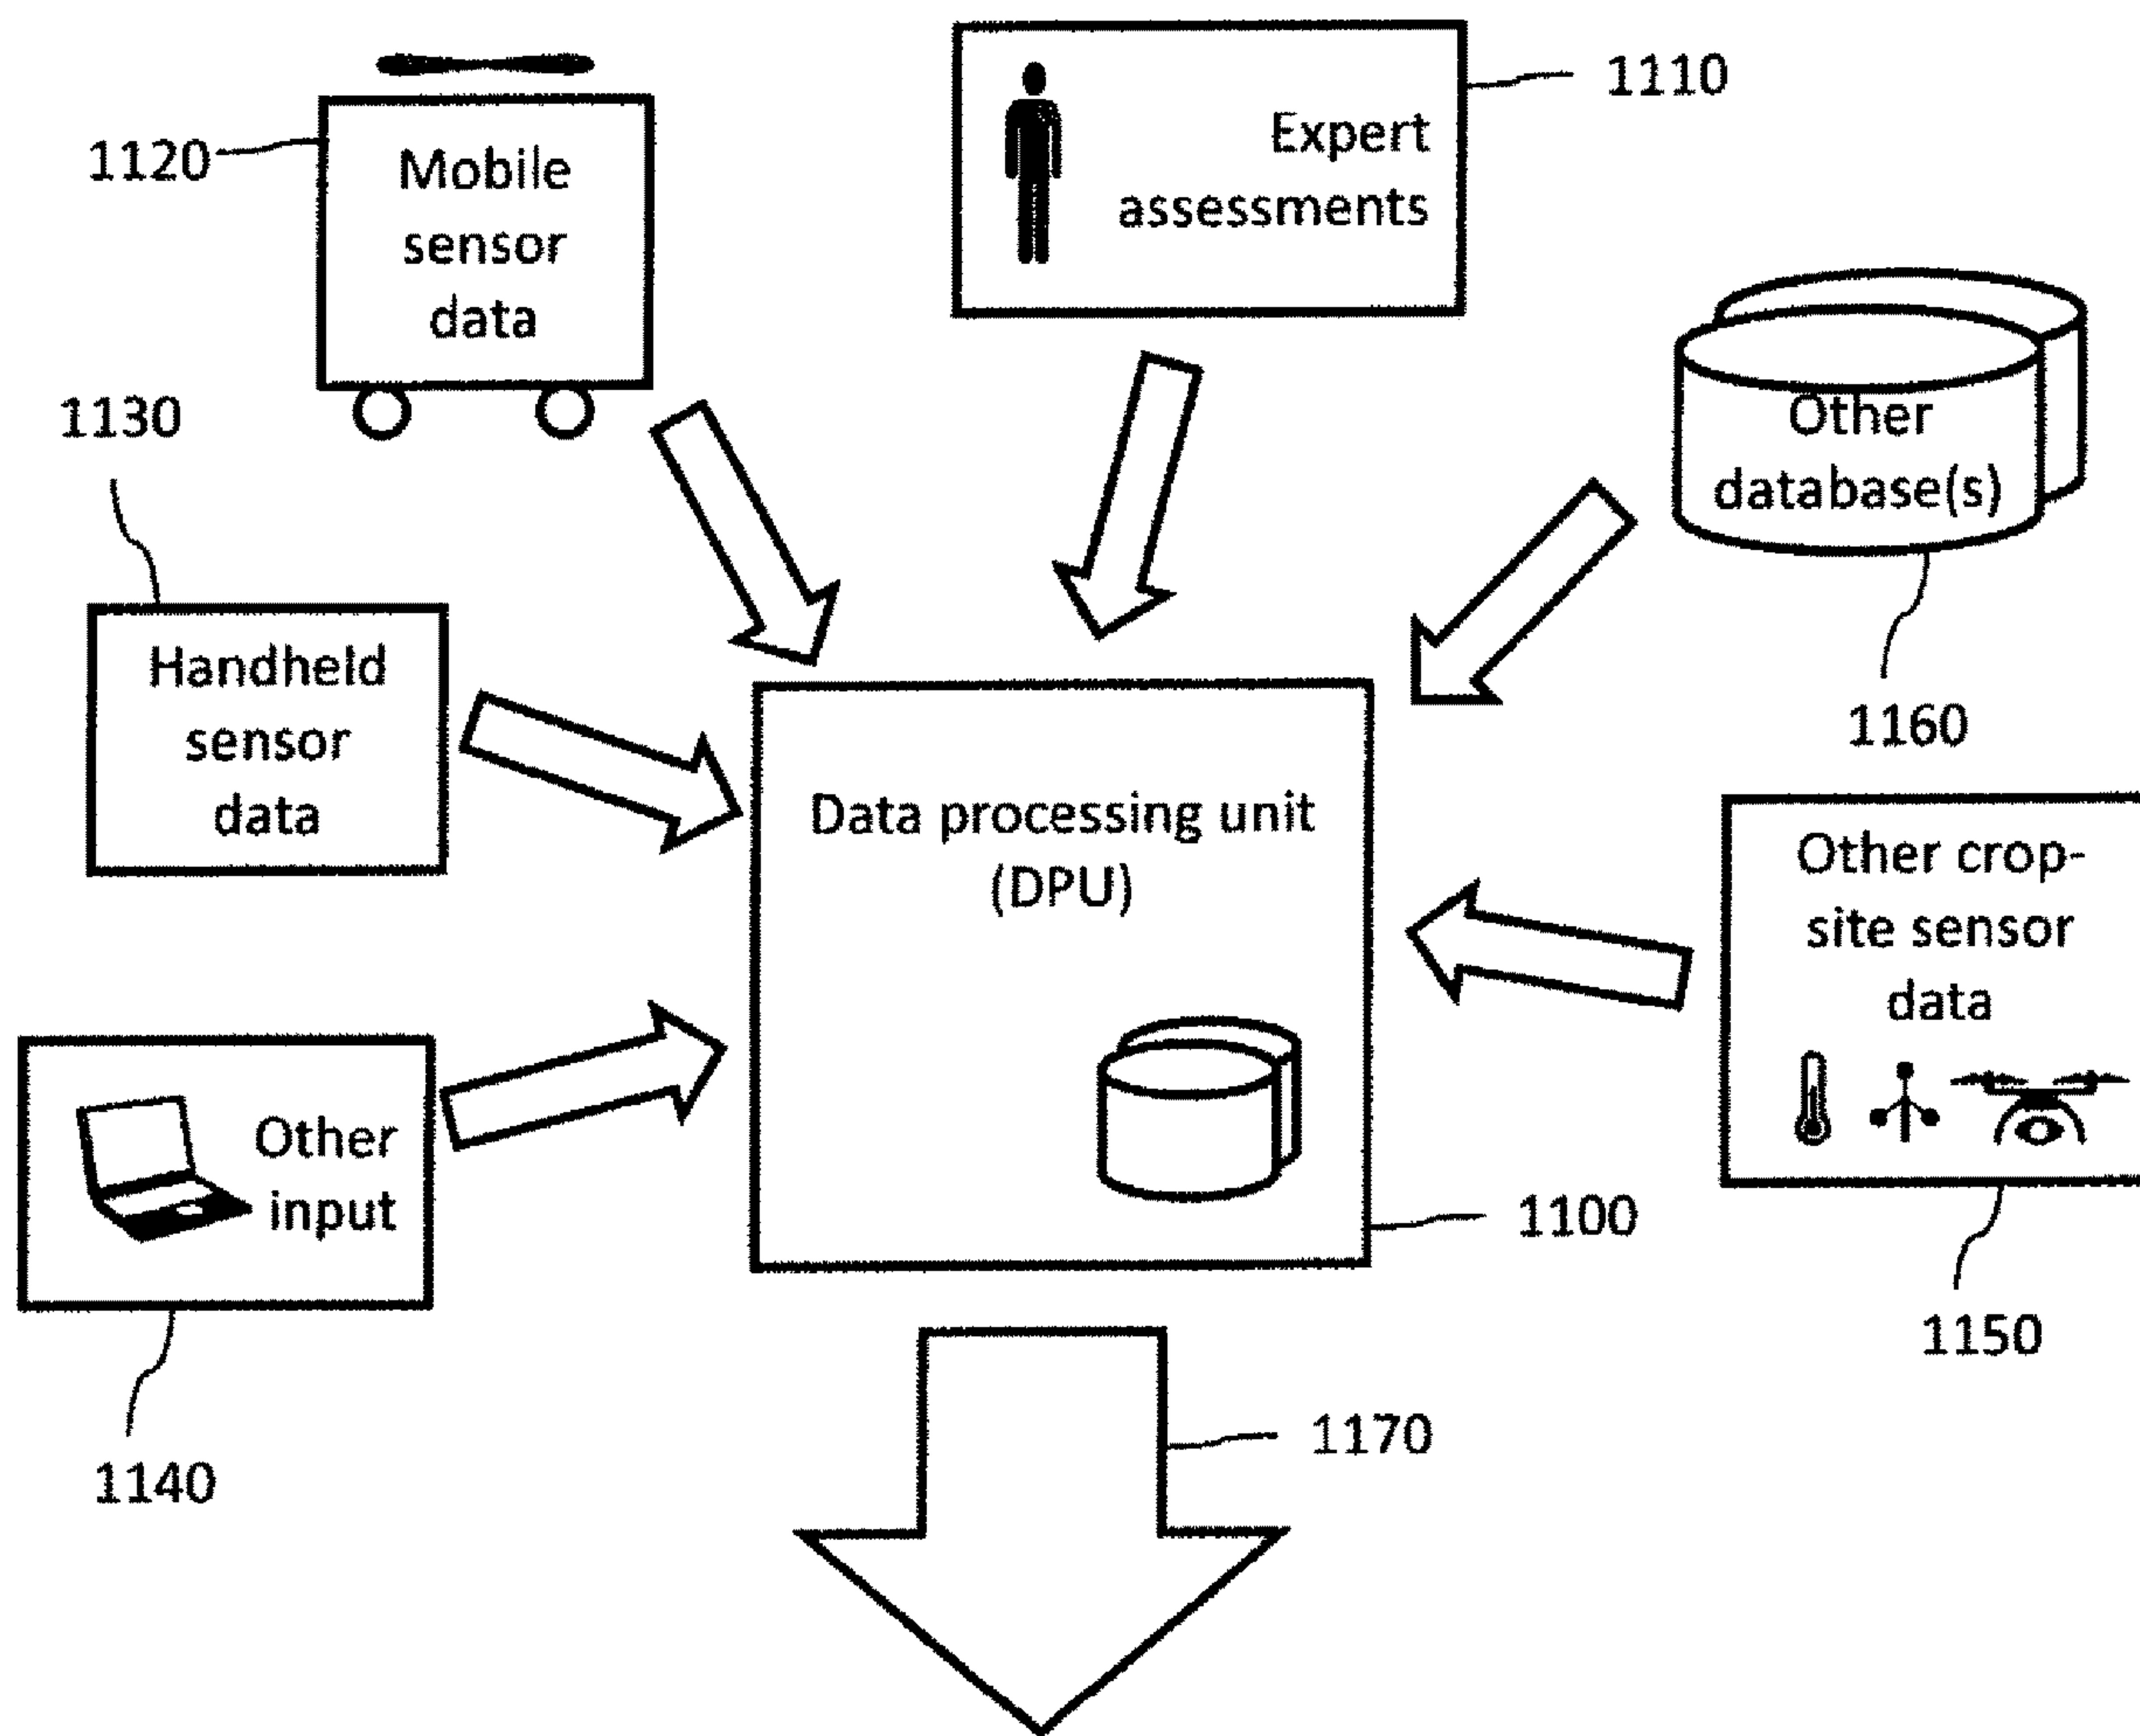 1110
Expert
assessments
1120
Mobile
sensor
data
1130
Handheld
sensor
data
Other
database(s)
1160
Data processing unit
(DPU)
Other crop-
site sensor
data
1150
Other
input
1140
1100
1170